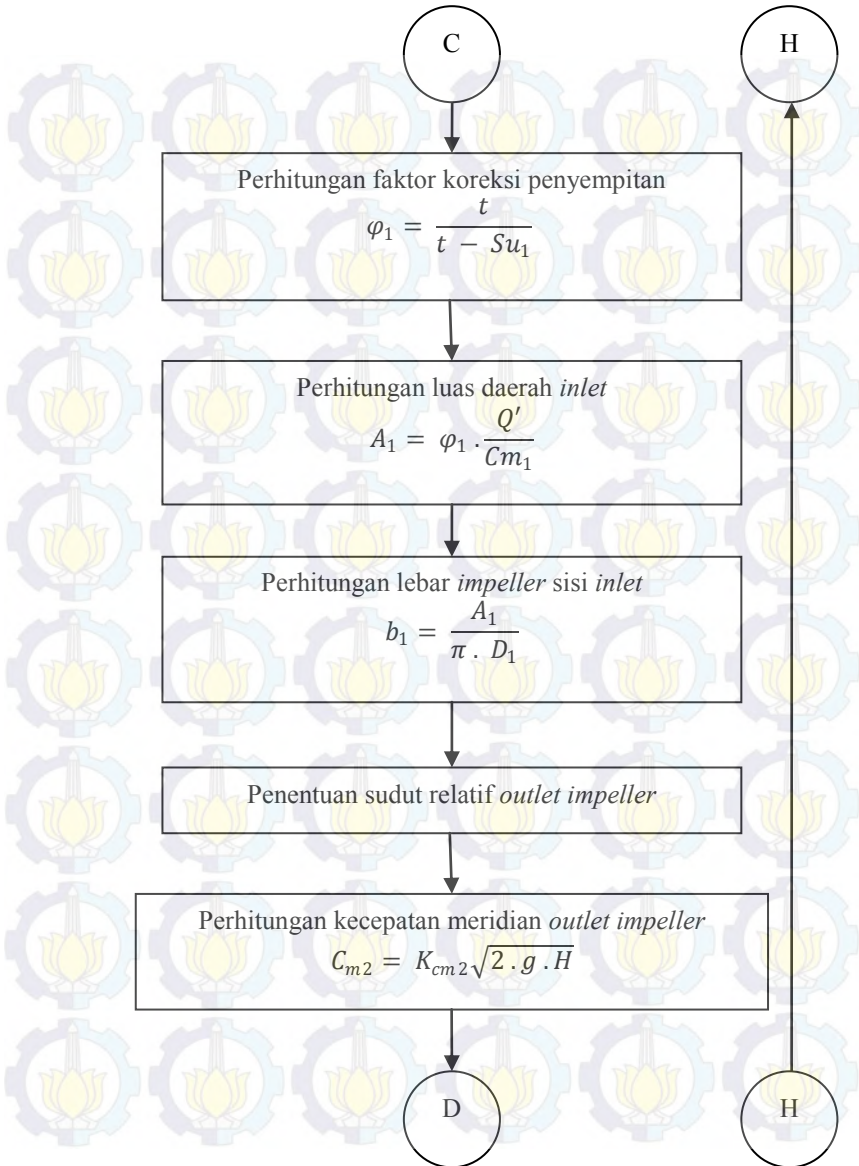 C
H
Perhitungan faktor koreksi penyempitan
φ₁ = t / (t − Su₁)
Perhitungan luas daerah inlet
A₁ = φ₁ . Q′ / Cm₁
Perhitungan lebar impeller sisi inlet
b₁ = A₁ / (π . D₁)
Penentuan sudut relatif outlet impeller
Perhitungan kecepatan meridian outlet impeller
Cₘ₂ = K_cm2 √(2 . g . H)
D
H